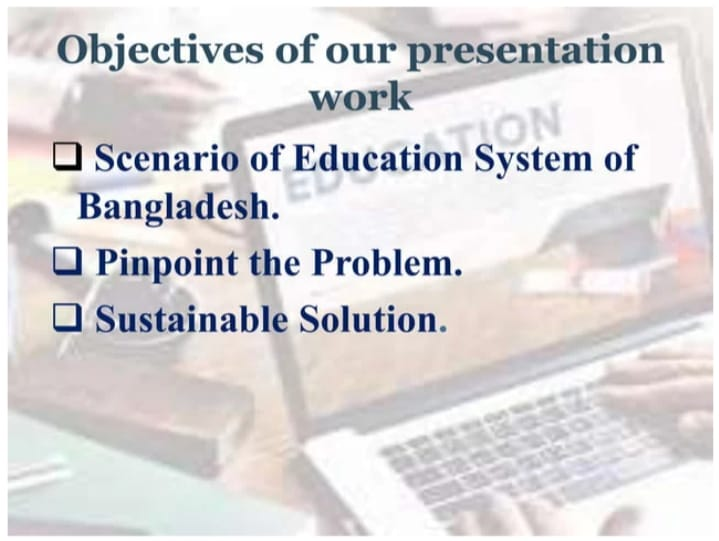 Objectives of our presentation
work
❑ Scenario of Education System of
Bangladesh.
❑ Pinpoint the Problem.
❑ Sustainable Solution.
EDUCATION